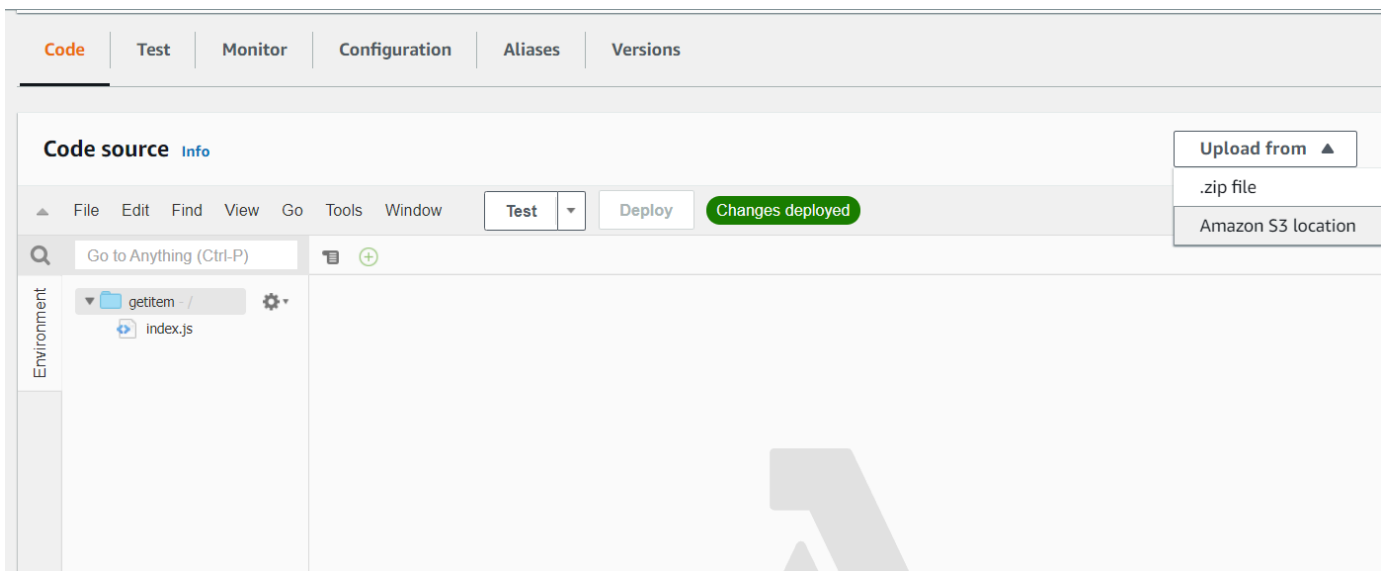 Code Test Monitor Configuration Aliases Versions
Code source Info
Upload from
.zip file
Amazon S3 location
File Edit Find View Go Tools Window Test Deploy Changes deployed
Go to Anything (Ctrl-P)
Environment
getitem - /
index.js